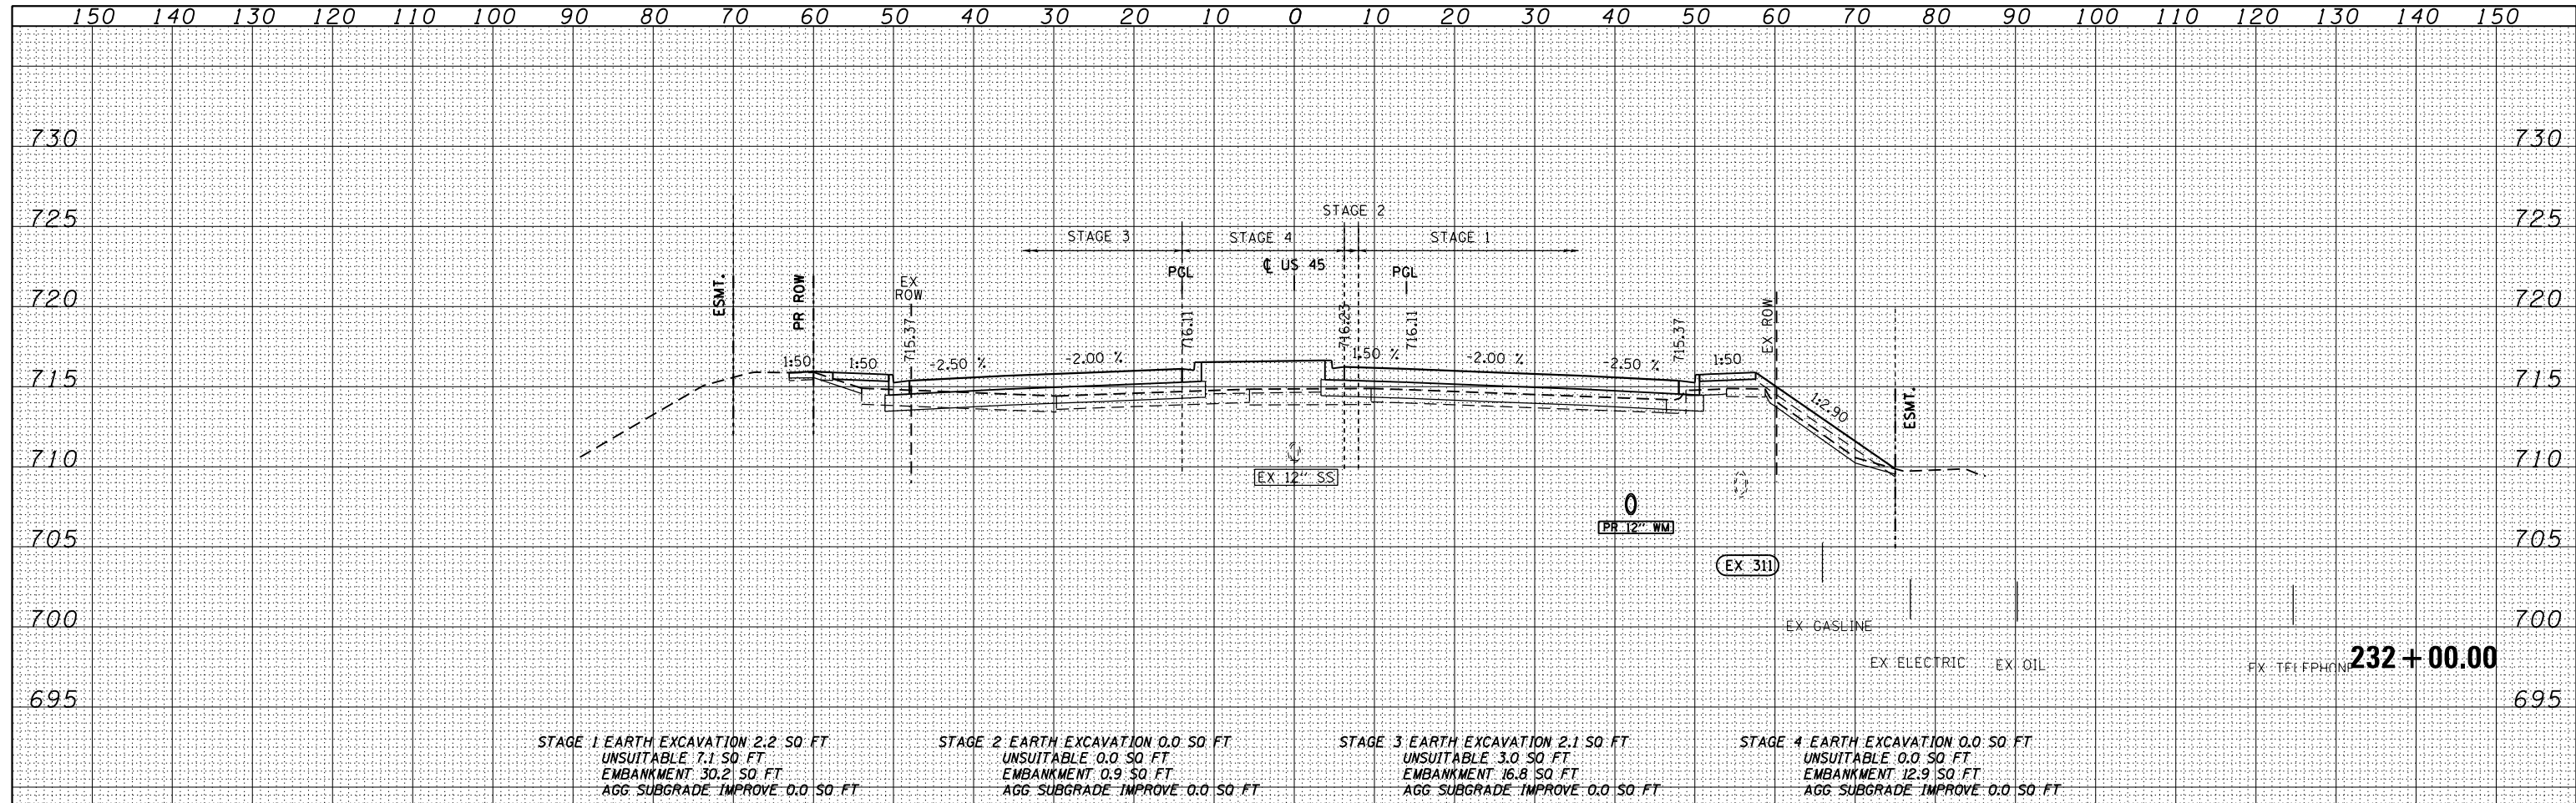 150 140 130 120 110 100 90 80 70 60 50 40 30 20 10 0 10 20 30 40 50 60 70 80 90 100 110 120 130 140 150
730 730
725 725
STAGE 2
STAGE 3 STAGE 4 STAGE 1
℄ US 45
PGL PGL
ESMT. PR ROW EX
ROW
720 720
EX ROW
715.37 716.11 716.23 716.11 715.37
1:50 1:50 -2.50 % -2.00 % 1.50 % -2.00 % -2.50 % 1:50
715 715
1:2.90
ESMT.
710 710
EX 12" SS
PR 12" WM
705 705
EX 311
700 EX GASLINE 700
EX ELECTRIC EX OIL EX TELEPHONE 232+00.00
695 695
STAGE 1 EARTH EXCAVATION 2.2 SQ FT
UNSUITABLE 7.1 SQ FT
EMBANKMENT 30.2 SQ FT
AGG SUBGRADE IMPROVE 0.0 SQ FT
STAGE 2 EARTH EXCAVATION 0.0 SQ FT
UNSUITABLE 0.0 SQ FT
EMBANKMENT 0.9 SQ FT
AGG SUBGRADE IMPROVE 0.0 SQ FT
STAGE 3 EARTH EXCAVATION 2.1 SQ FT
UNSUITABLE 3.0 SQ FT
EMBANKMENT 16.8 SQ FT
AGG SUBGRADE IMPROVE 0.0 SQ FT
STAGE 4 EARTH EXCAVATION 0.0 SQ FT
UNSUITABLE 0.0 SQ FT
EMBANKMENT 12.9 SQ FT
AGG SUBGRADE IMPROVE 0.0 SQ FT